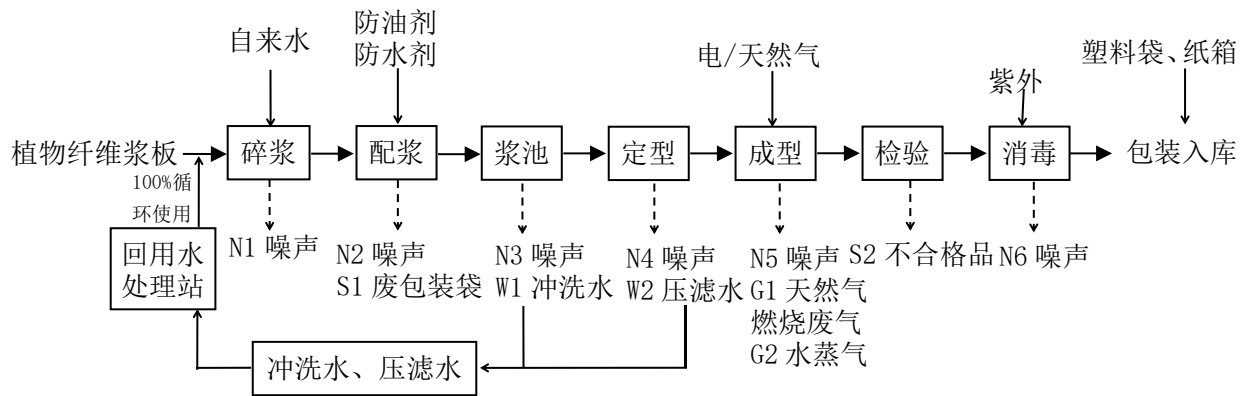 自来水
防油剂
防水剂
电/天然气
紫外
塑料袋、纸箱
植物纤维浆板
碎浆
配浆
浆池
定型
成型
检验
消毒
包装入库
100%循
环使用
回用水
处理站
N1 噪声
N2 噪声
S1 废包装袋
N3 噪声
W1 冲洗水
N4 噪声
W2 压滤水
N5 噪声
G1 天然气
燃烧废气
G2 水蒸气
S2 不合格品
N6 噪声
冲洗水、压滤水